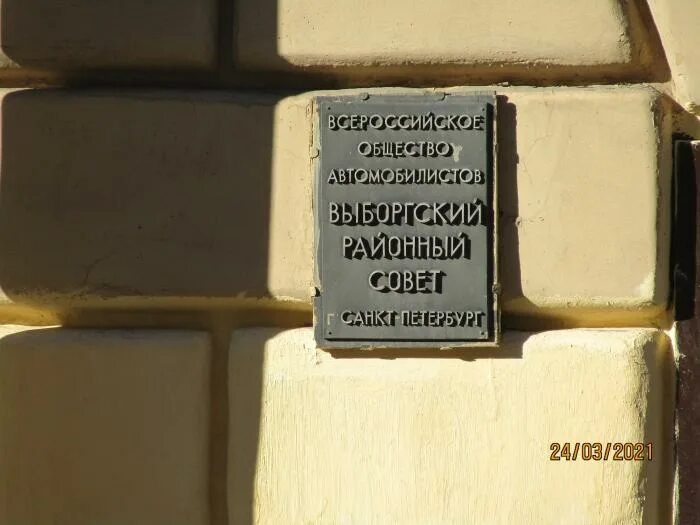 ВСЕРОССИЙСКОЕ
ОБЩЕСТВО
АВТОМОБИЛИСТОВ
ВЫБОРГСКИЙ
РАЙОННЫЙ
СОВЕТ
г САНКТ ПЕТЕРБУРГ
24/03/2021